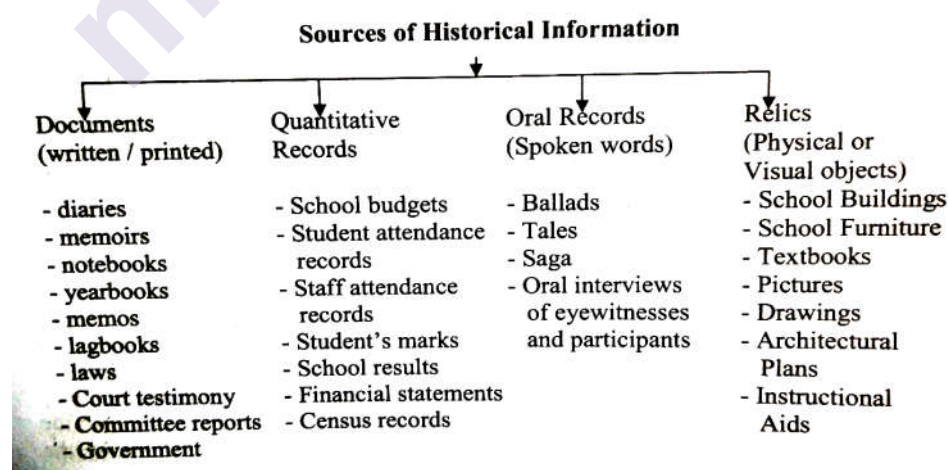 Sources of Historical Information
Documents
(written / printed)
- diaries
- memoirs
- notebooks
- yearbooks
- memos
- lagbooks
- laws
- Court testimony
- Committee reports
- Government
Quantitative
Records
- School budgets
- Student attendance
records
- Staff attendance
records
- Student's marks
- School results
- Financial statements
- Census records
Oral Records
(Spoken words)
- Ballads
- Tales
- Saga
- Oral interviews
of eyewitnesses
and participants
Relics
(Physical or
Visual objects)
- School Buildings
- School Furniture
- Textbooks
- Pictures
- Drawings
- Architectural
Plans
- Instructional
Aids